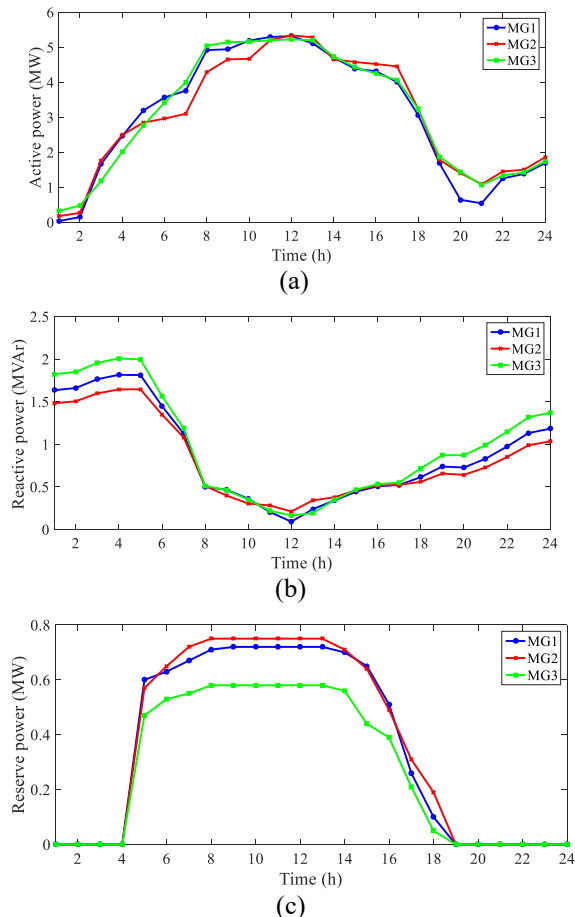 6
5
4
3
2
1
0
Active power (MW)
MG1
MG2
MG3
2 4 6 8 10 12 14 16 18 20 22 24
Time (h)
(a)
2.5
2
1.5
1
0.5
0
Reactive power (MVAr)
MG1
MG2
MG3
2 4 6 8 10 12 14 16 18 20 22 24
Time (h)
(b)
0.8
0.6
0.4
0.2
0
Reserve power (MW)
MG1
MG2
MG3
2 4 6 8 10 12 14 16 18 20 22 24
Time (h)
(c)